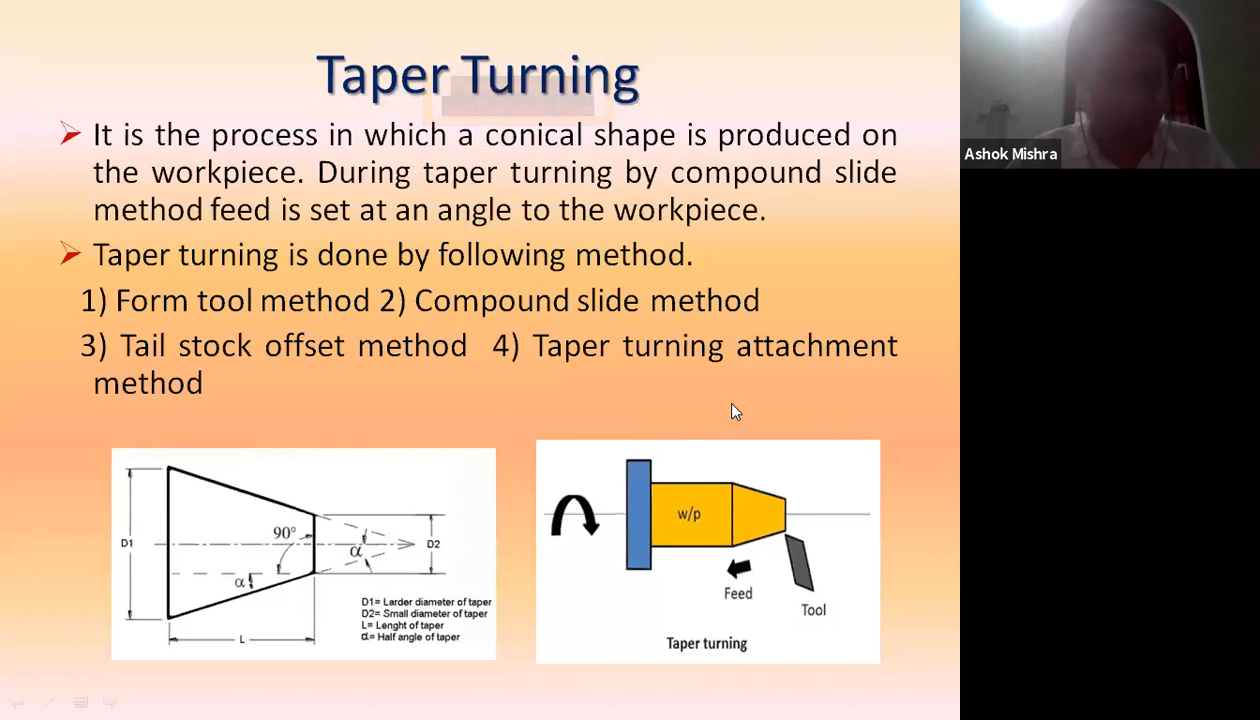 Taper Turning
Ashok Mishra
➢ It is the process in which a conical shape is produced on
the workpiece. During taper turning by compound slide
method feed is set at an angle to the workpiece.
➢ Taper turning is done by following method.
1) Form tool method 2) Compound slide method
3) Tail stock offset method 4) Taper turning attachment
method
D1
90°
α
α
D2
L
D1= Larder diameter of taper
D2= Small diameter of taper
L= Lenght of taper
α= Half angle of taper
w/p
Feed
Tool
Taper turning